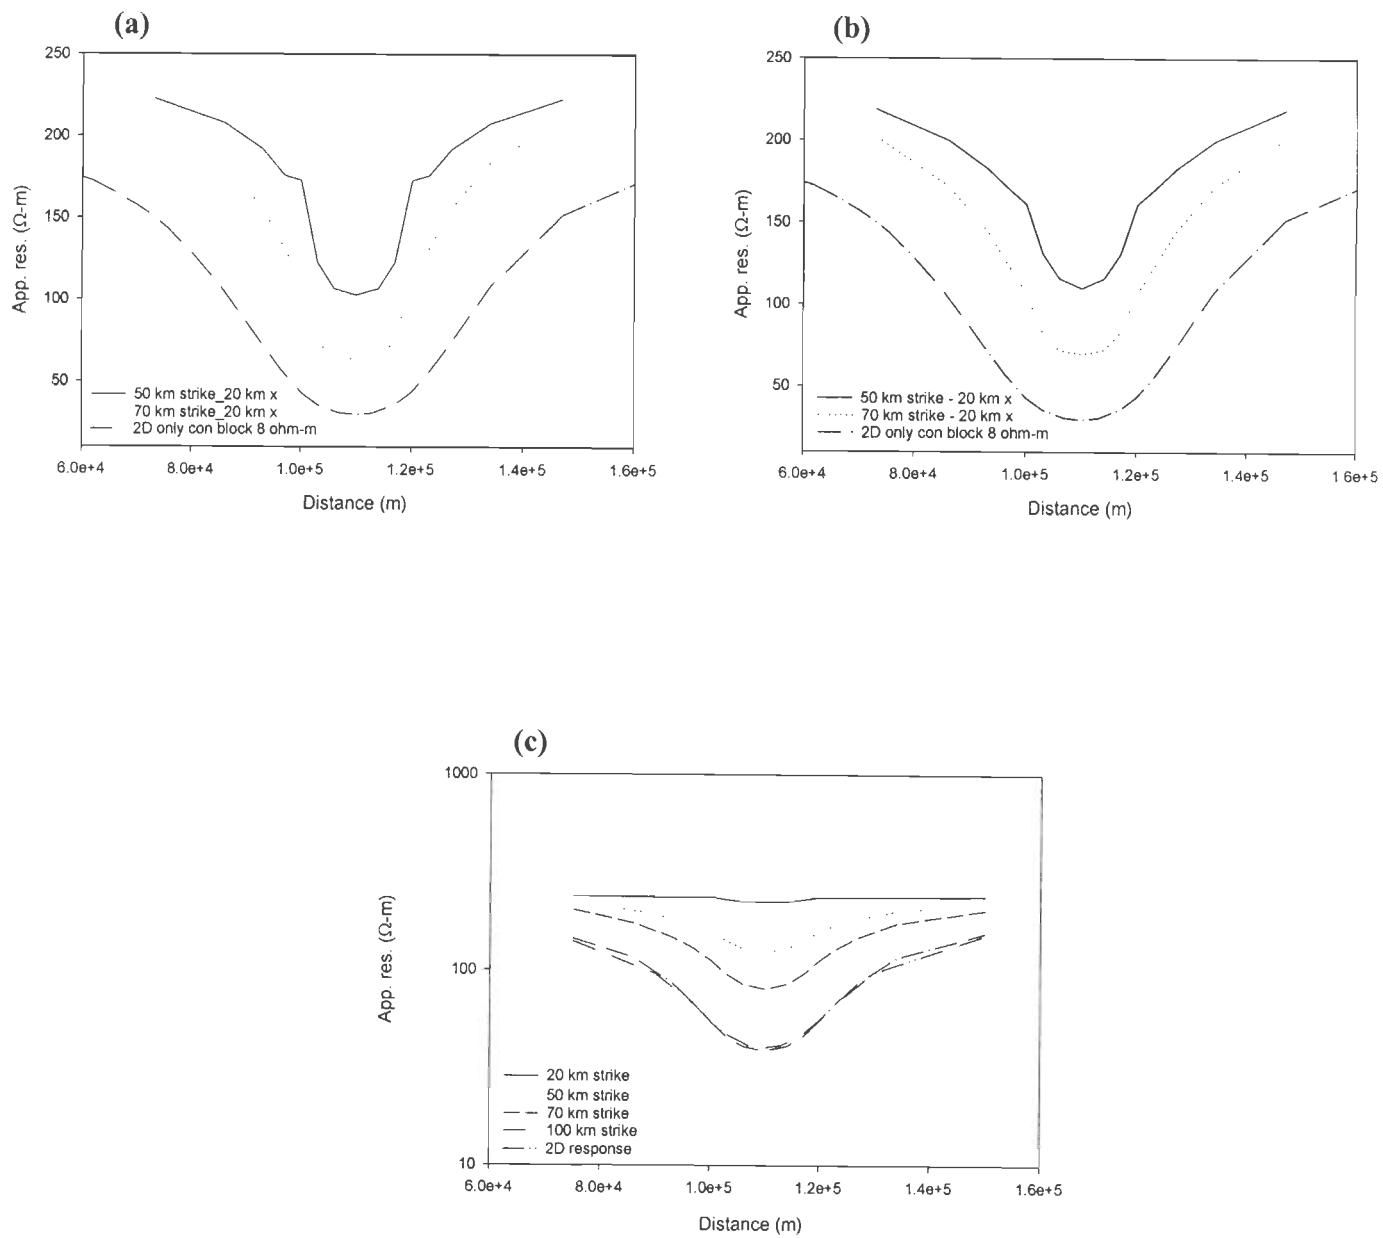 (a)
250
200
150
100
50
App. res. (Ω-m)
50 km strike_20 km x
70 km strike_20 km x
2D only con block 8 ohm-m
6.0e+4 8.0e+4 1.0e+5 1.2e+5 1.4e+5 1.6e+5
Distance (m)
(b)
250
200
150
100
50
App. res. (Ω-m)
50 km strike - 20 km x
70 km strike - 20 km x
2D only con block 8 ohm-m
6.0e+4 8.0e+4 1.0e+5 1.2e+5 1.4e+5 1.6e+5
Distance (m)
(c)
1000
100
10
App. res. (Ω-m)
20 km strike
50 km strike
70 km strike
100 km strike
2D response
6.0e+4 8.0e+4 1.0e+5 1.2e+5 1.4e+5 1.6e+5
Distance (m)